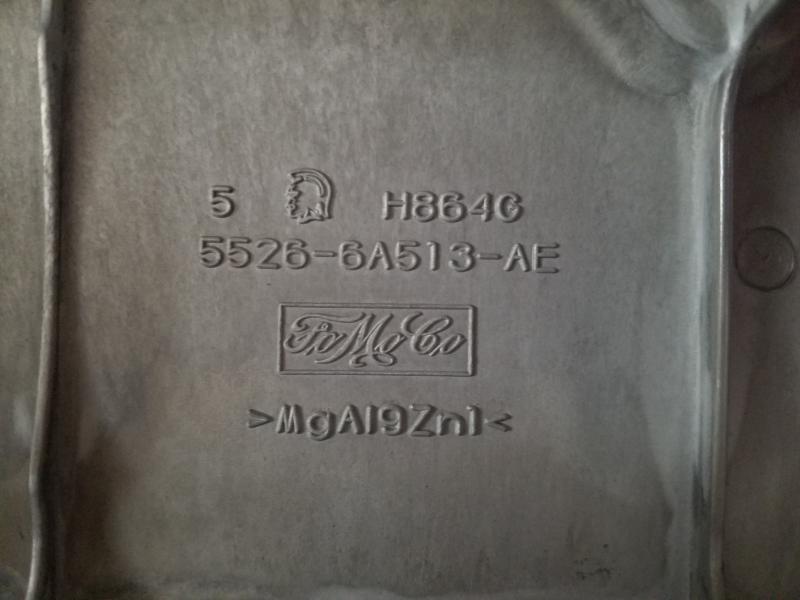 5 H864G
5526-6A513-AE
FoMoCo
>MgAl9Zn1<